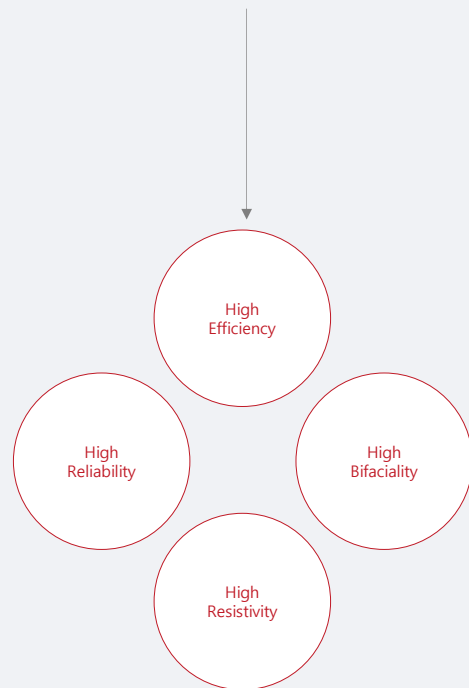 High
Efficiency
High
Reliability
High
Bifaciality
High
Resistivity